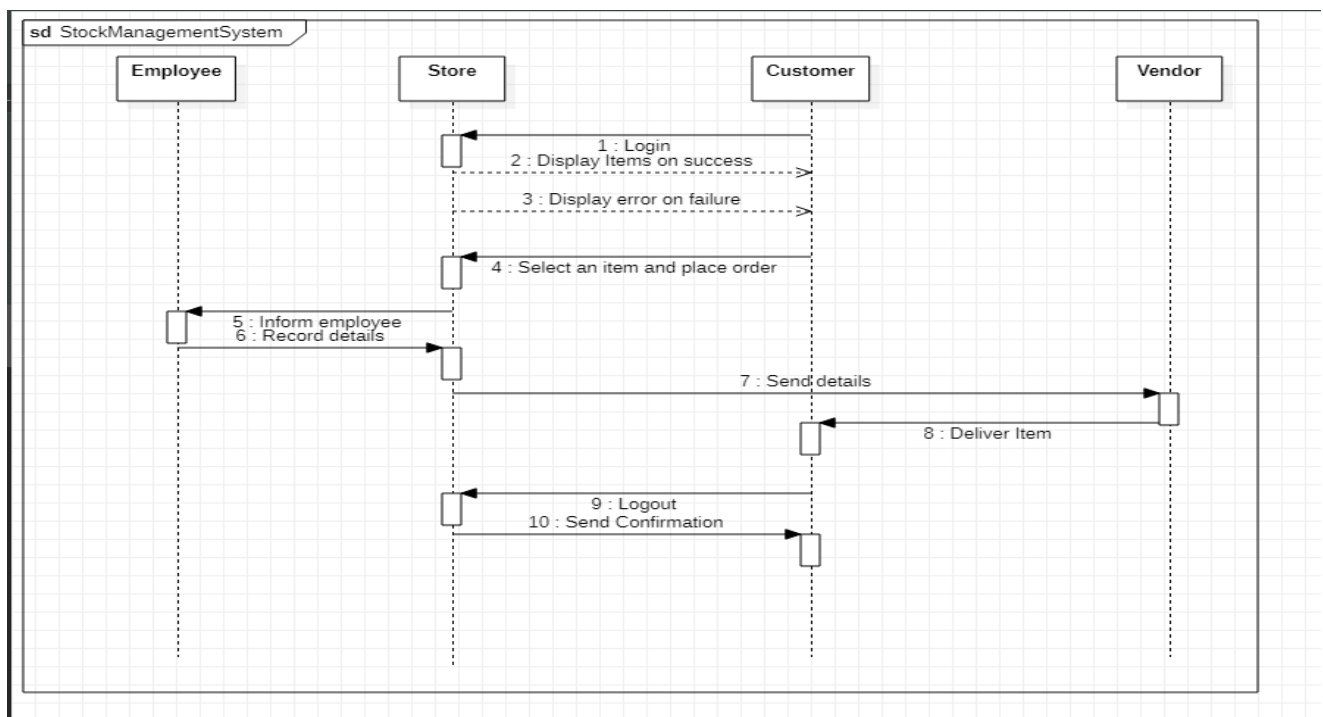 sd StockManagementSystem
Employee
Store
Customer
Vendor
1 : Login
2 : Display Items on success
3 : Display error on failure
4 : Select an item and place order
5 : Inform employee
6 : Record details
7 : Send details
8 : Deliver Item
9 : Logout
10 : Send Confirmation